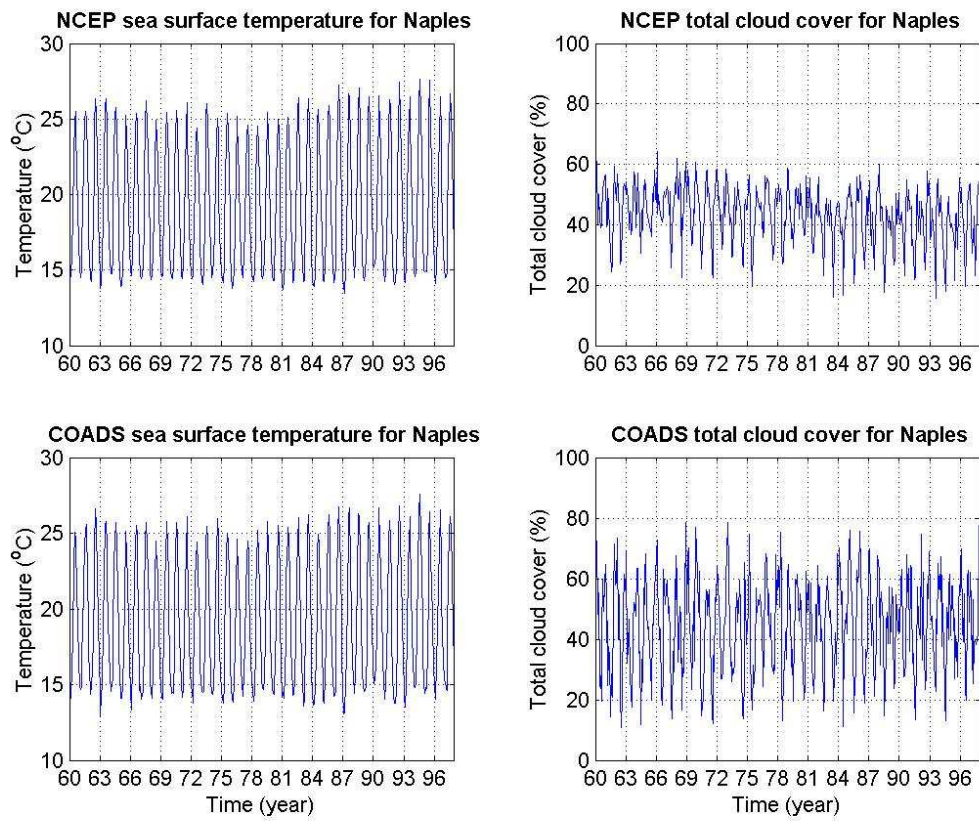 NCEP sea surface temperature for Naples
30
25
20
15
10
Temperature (°C)
60 63 66 69 72 75 78 81 84 87 90 93 96
NCEP total cloud cover for Naples
100
80
60
40
20
0
Total cloud cover (%)
60 63 66 69 72 75 78 81 84 87 90 93 96
COADS sea surface temperature for Naples
30
25
20
15
10
Temperature (°C)
60 63 66 69 72 75 78 81 84 87 90 93 96
Time (year)
COADS total cloud cover for Naples
100
80
60
40
20
0
Total cloud cover (%)
60 63 66 69 72 75 78 81 84 87 90 93 96
Time (year)